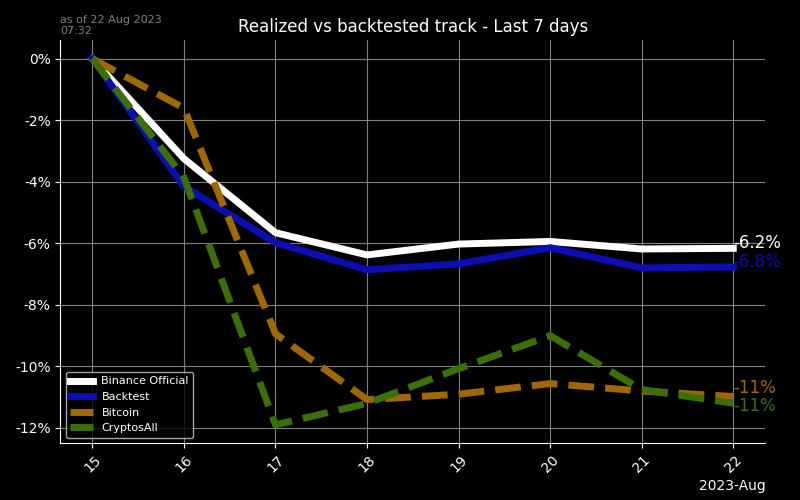 as of 22 Aug 2023
07:32
Realized vs backtested track - Last 7 days
0%
-2%
-4%
-6%
-8%
-10%
-12%
-6.2%
-6.8%
-11%
-11%
Binance Official
Backtest
Bitcoin
CryptosAll
15
16
17
18
19
20
21
22
2023-Aug